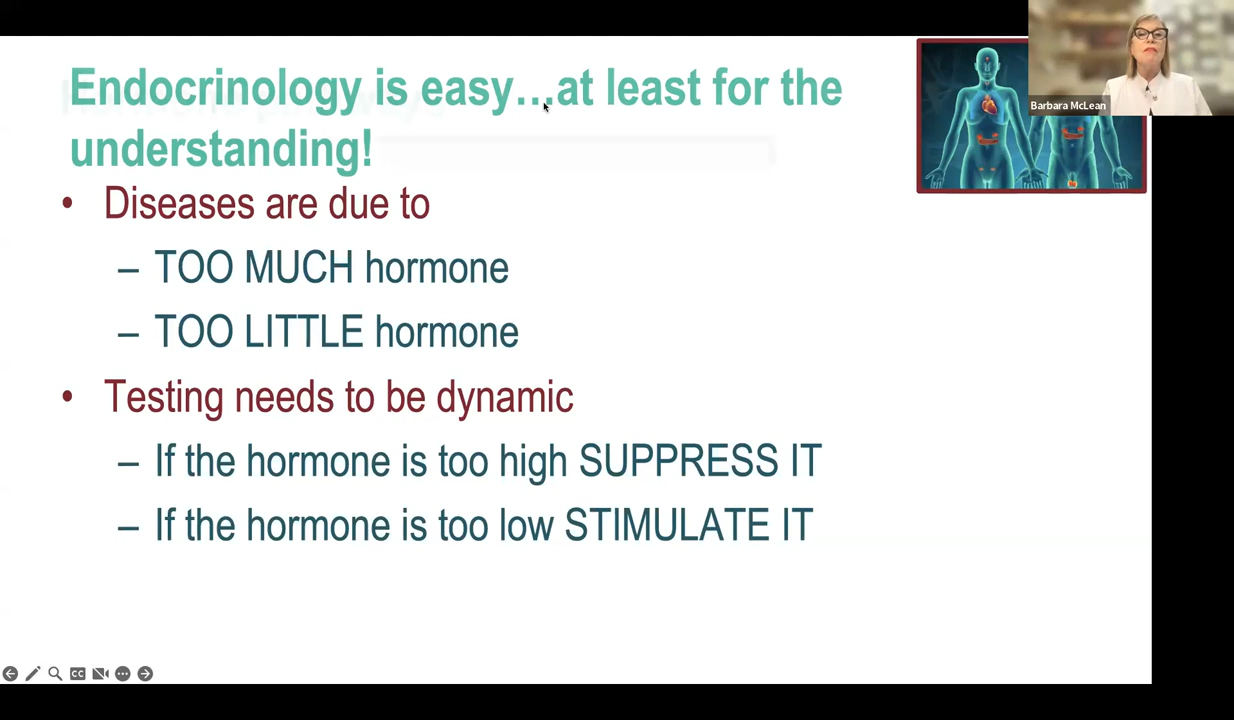 Endocrinology is easy…at least for the
understanding!
• Diseases are due to
– TOO MUCH hormone
– TOO LITTLE hormone
• Testing needs to be dynamic
– If the hormone is too high SUPPRESS IT
– If the hormone is too low STIMULATE IT
Barbara McLean
CC